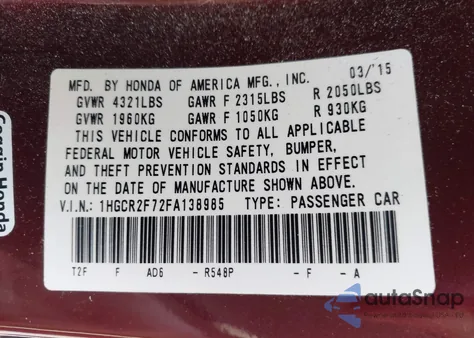 MFD. BY HONDA OF AMERICA MFG., INC. 03/'15
GVWR 4321LBS GAWR F 2315LBS R 2050LBS
GVWR 1960KG GAWR F 1050KG R 930KG
THIS VEHICLE CONFORMS TO ALL APPLICABLE
FEDERAL MOTOR VEHICLE SAFETY, BUMPER,
AND THEFT PREVENTION STANDARDS IN EFFECT
ON THE DATE OF MANUFACTURE SHOWN ABOVE.
V.I.N.: 1HGCR2F72FA138985 TYPE: PASSENGER CAR
T2F F AD6 - R548P - F - A
Coggin Honda
autoSnap